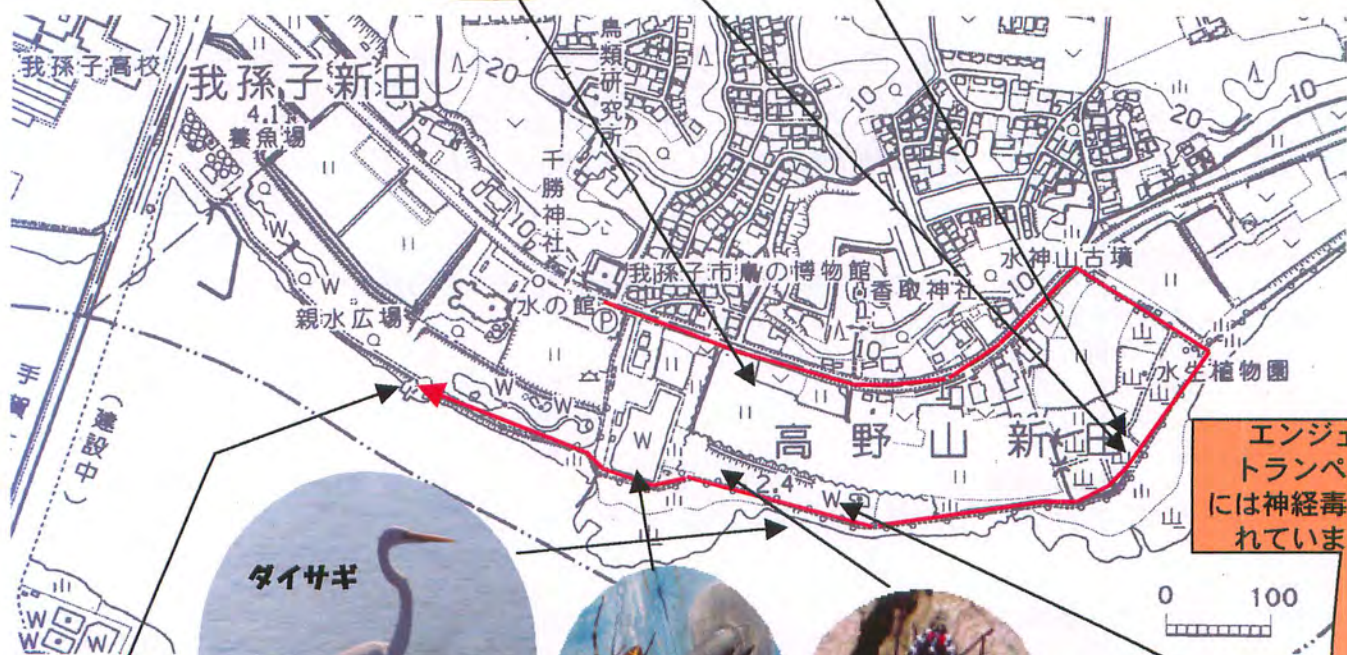 我孫子高校
我孫子新田
4.1
養魚場
鳥類研究所
20
10
千勝神社
10
20
10
我孫子市鳥の博物館
水神山古墳
香取神社
水の館
P
10
10
親水広場
W
水生植物園
高野山新田
W
W
W
2.4
W
手賀
(建設中)
W
W
W
ダイサギ
エンジェ
トランペ
には神経毒
れていま
0 100